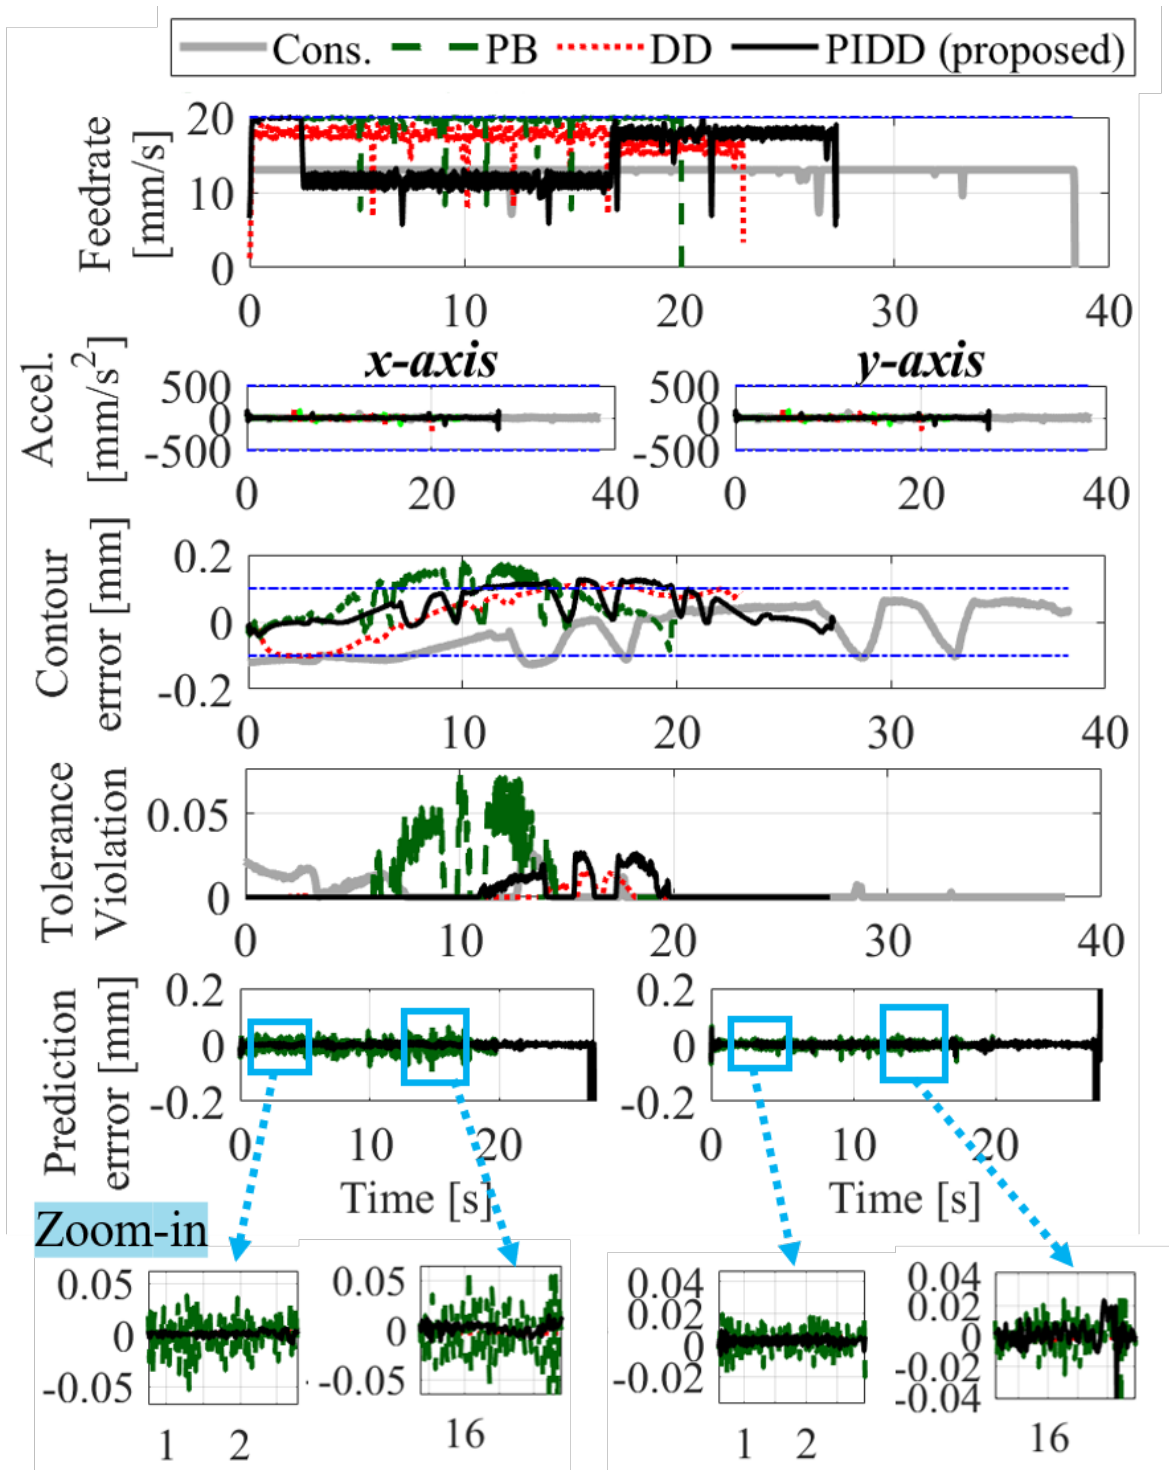 Cons. PB DD PIDD (proposed)
Feedrate
[mm/s]
20
10
0
0 10 20 30 40
Accel.
[mm/s²]
x-axis y-axis
500 500
0 0
-500 -500
0 20 40 0 20 40
Contour
error [mm]
0.2
0
-0.2
0 10 20 30 40
Tolerance
Violation
0.05
0
0 10 20 30 40
Prediction
error [mm]
0.2 0.2
0 0
-0.2 -0.2
0 10 20 0 10 20
Time [s] Time [s]
Zoom-in
0.05 0.05 0.04 0.04
0.02 0.02
0 0 0 0
-0.05 -0.05 -0.02 -0.02
-0.04
1 2 16 1 2 16